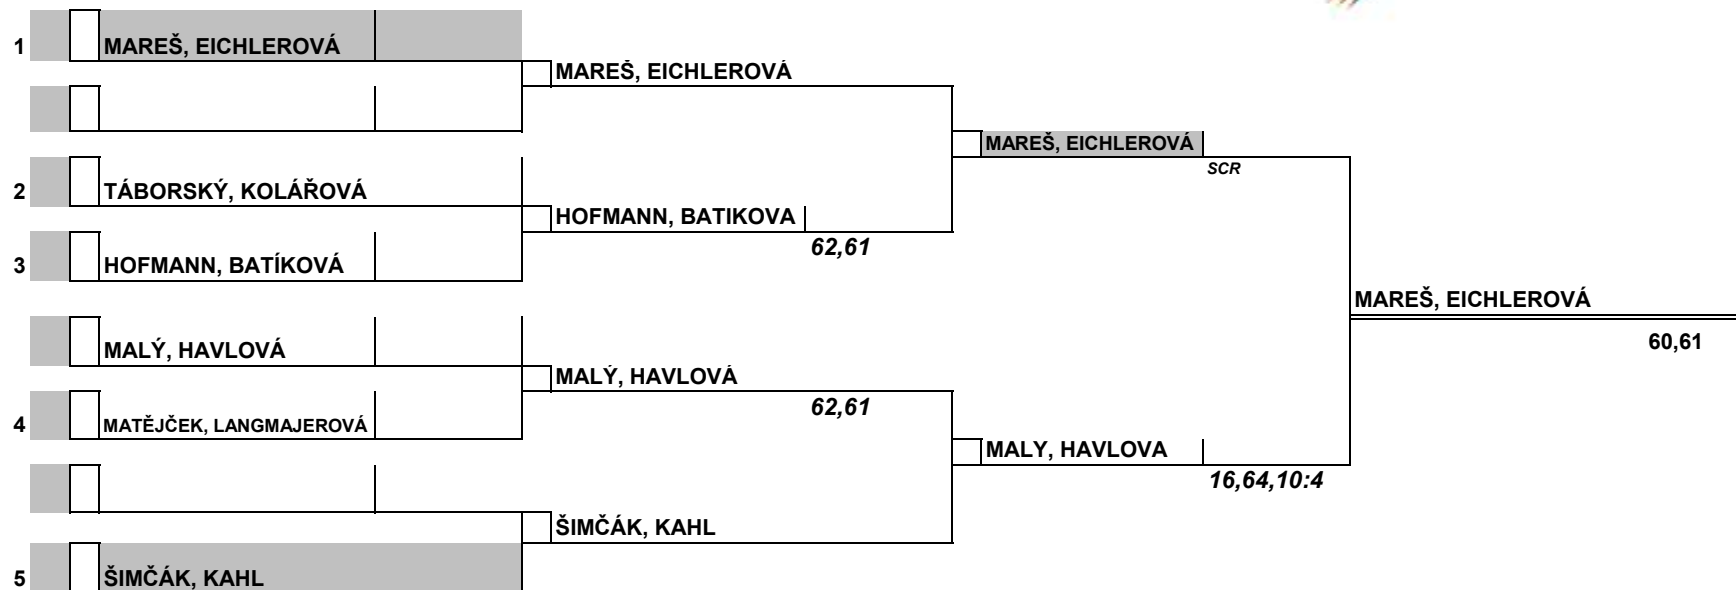 1 MAREŠ, EICHLEROVÁ
MAREŠ, EICHLEROVÁ
MAREŠ, EICHLEROVÁ
SCR
2 TÁBORSKÝ, KOLÁŘOVÁ
HOFMANN, BATIKOVA
62,61
3 HOFMANN, BATÍKOVÁ
MAREŠ, EICHLEROVÁ
60,61
MALÝ, HAVLOVÁ
MALÝ, HAVLOVÁ
62,61
4 MATĚJČEK, LANGMAJEROVÁ
MALY, HAVLOVA
16,64,10:4
ŠIMČÁK, KAHL
5 ŠIMČÁK, KAHL